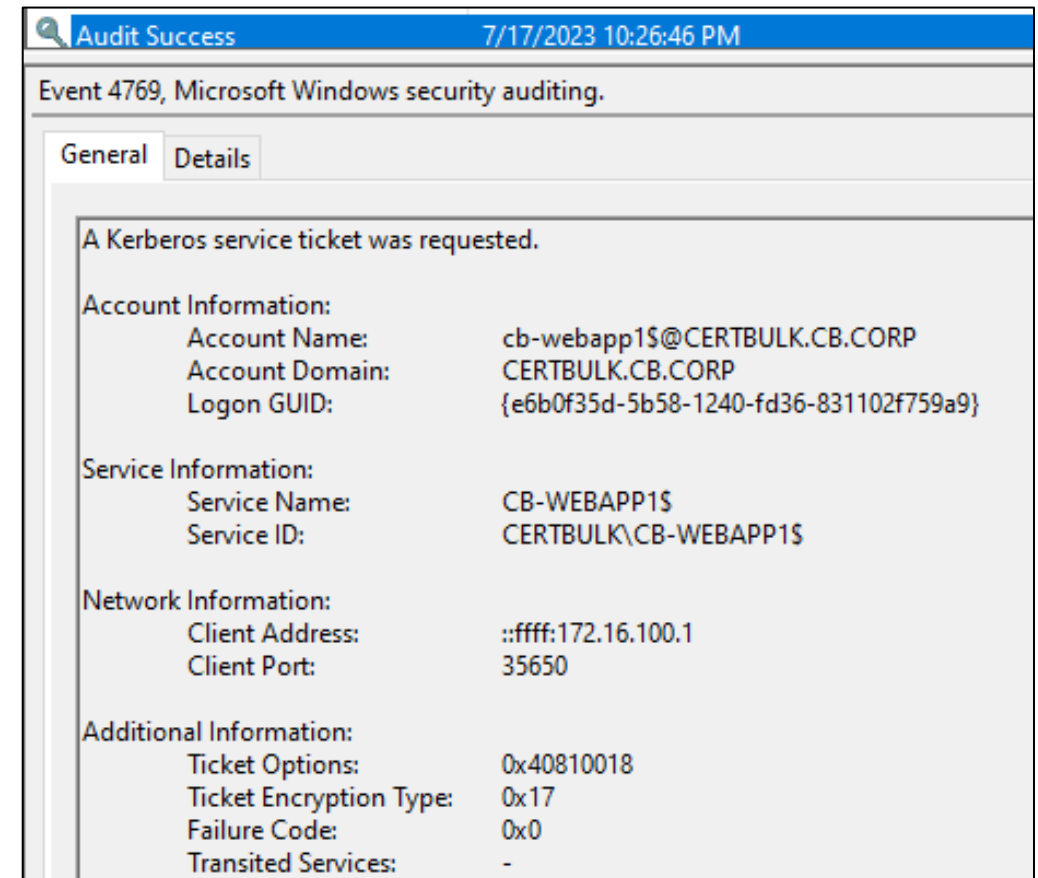 Audit Success 7/17/2023 10:26:46 PM
Event 4769, Microsoft Windows security auditing.
General Details
A Kerberos service ticket was requested.
Account Information:
Account Name: cb-webapp1$@CERTBULK.CB.CORP
Account Domain: CERTBULK.CB.CORP
Logon GUID: {e6b0f35d-5b58-1240-fd36-831102f759a9}
Service Information:
Service Name: CB-WEBAPP1$
Service ID: CERTBULK\CB-WEBAPP1$
Network Information:
Client Address: ::ffff:172.16.100.1
Client Port: 35650
Additional Information:
Ticket Options: 0x40810018
Ticket Encryption Type: 0x17
Failure Code: 0x0
Transited Services: -